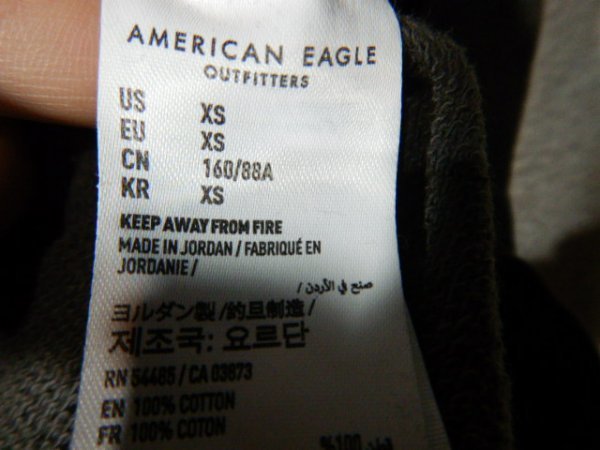 AMERICAN EAGLE
OUTFITTERS
US XS
EU XS
CN 160/88A
KR XS
KEEP AWAY FROM FIRE
MADE IN JORDAN / FABRIQUÉ EN
JORDANIE /
صنع في الأردن /
ヨルダン製 /約旦制造/
제조국: 요르단
RN 54485 / CA 03873
EN 100% COTTON
FR 100% COTON
%100